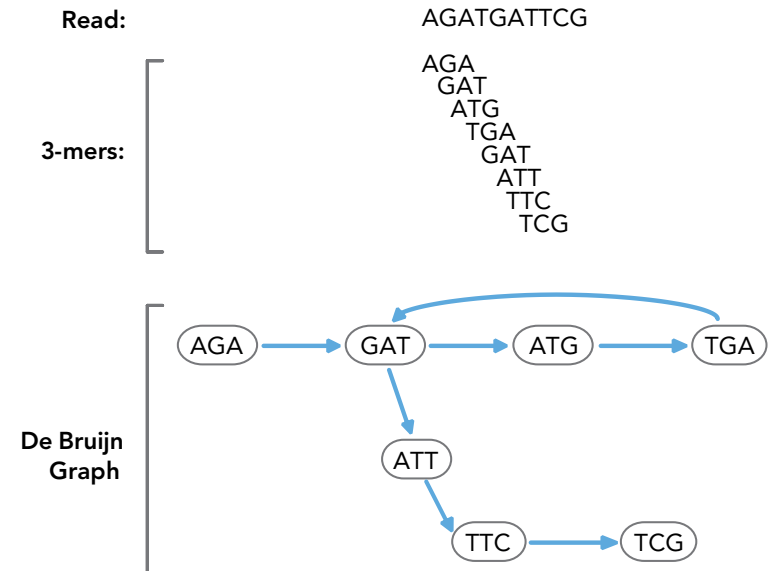 Read: AGATGATTCG
AGA
GAT
ATG
3-mers: TGA
GAT
ATT
TTC
TCG
AGA GAT ATG TGA
De Bruijn
Graph
ATT
TTC TCG